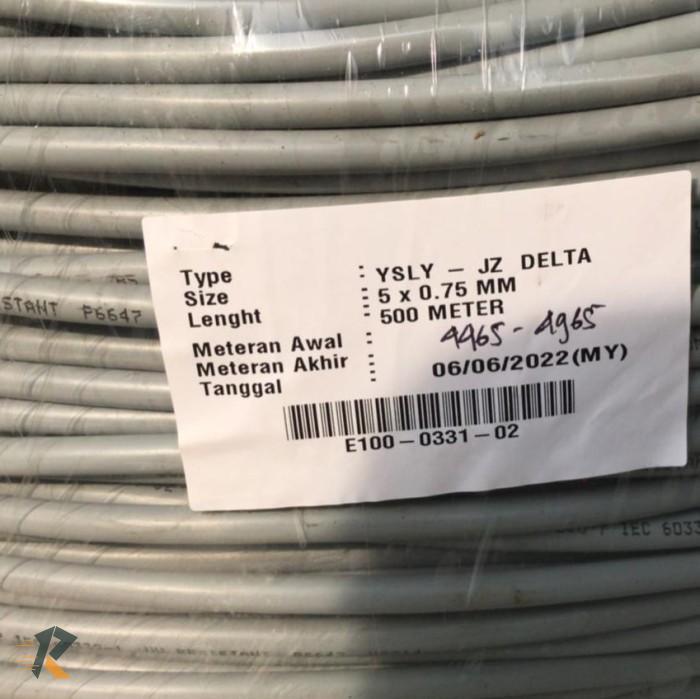 Type : YSLY - JZ DELTA
Size : 5 x 0.75 MM
Lenght : 500 METER
Meteran Awal : 4465 - 4965
Meteran Akhir :
Tanggal : 06/06/2022(MY)
E100-0331-02
STANT P6647
IEC 6033